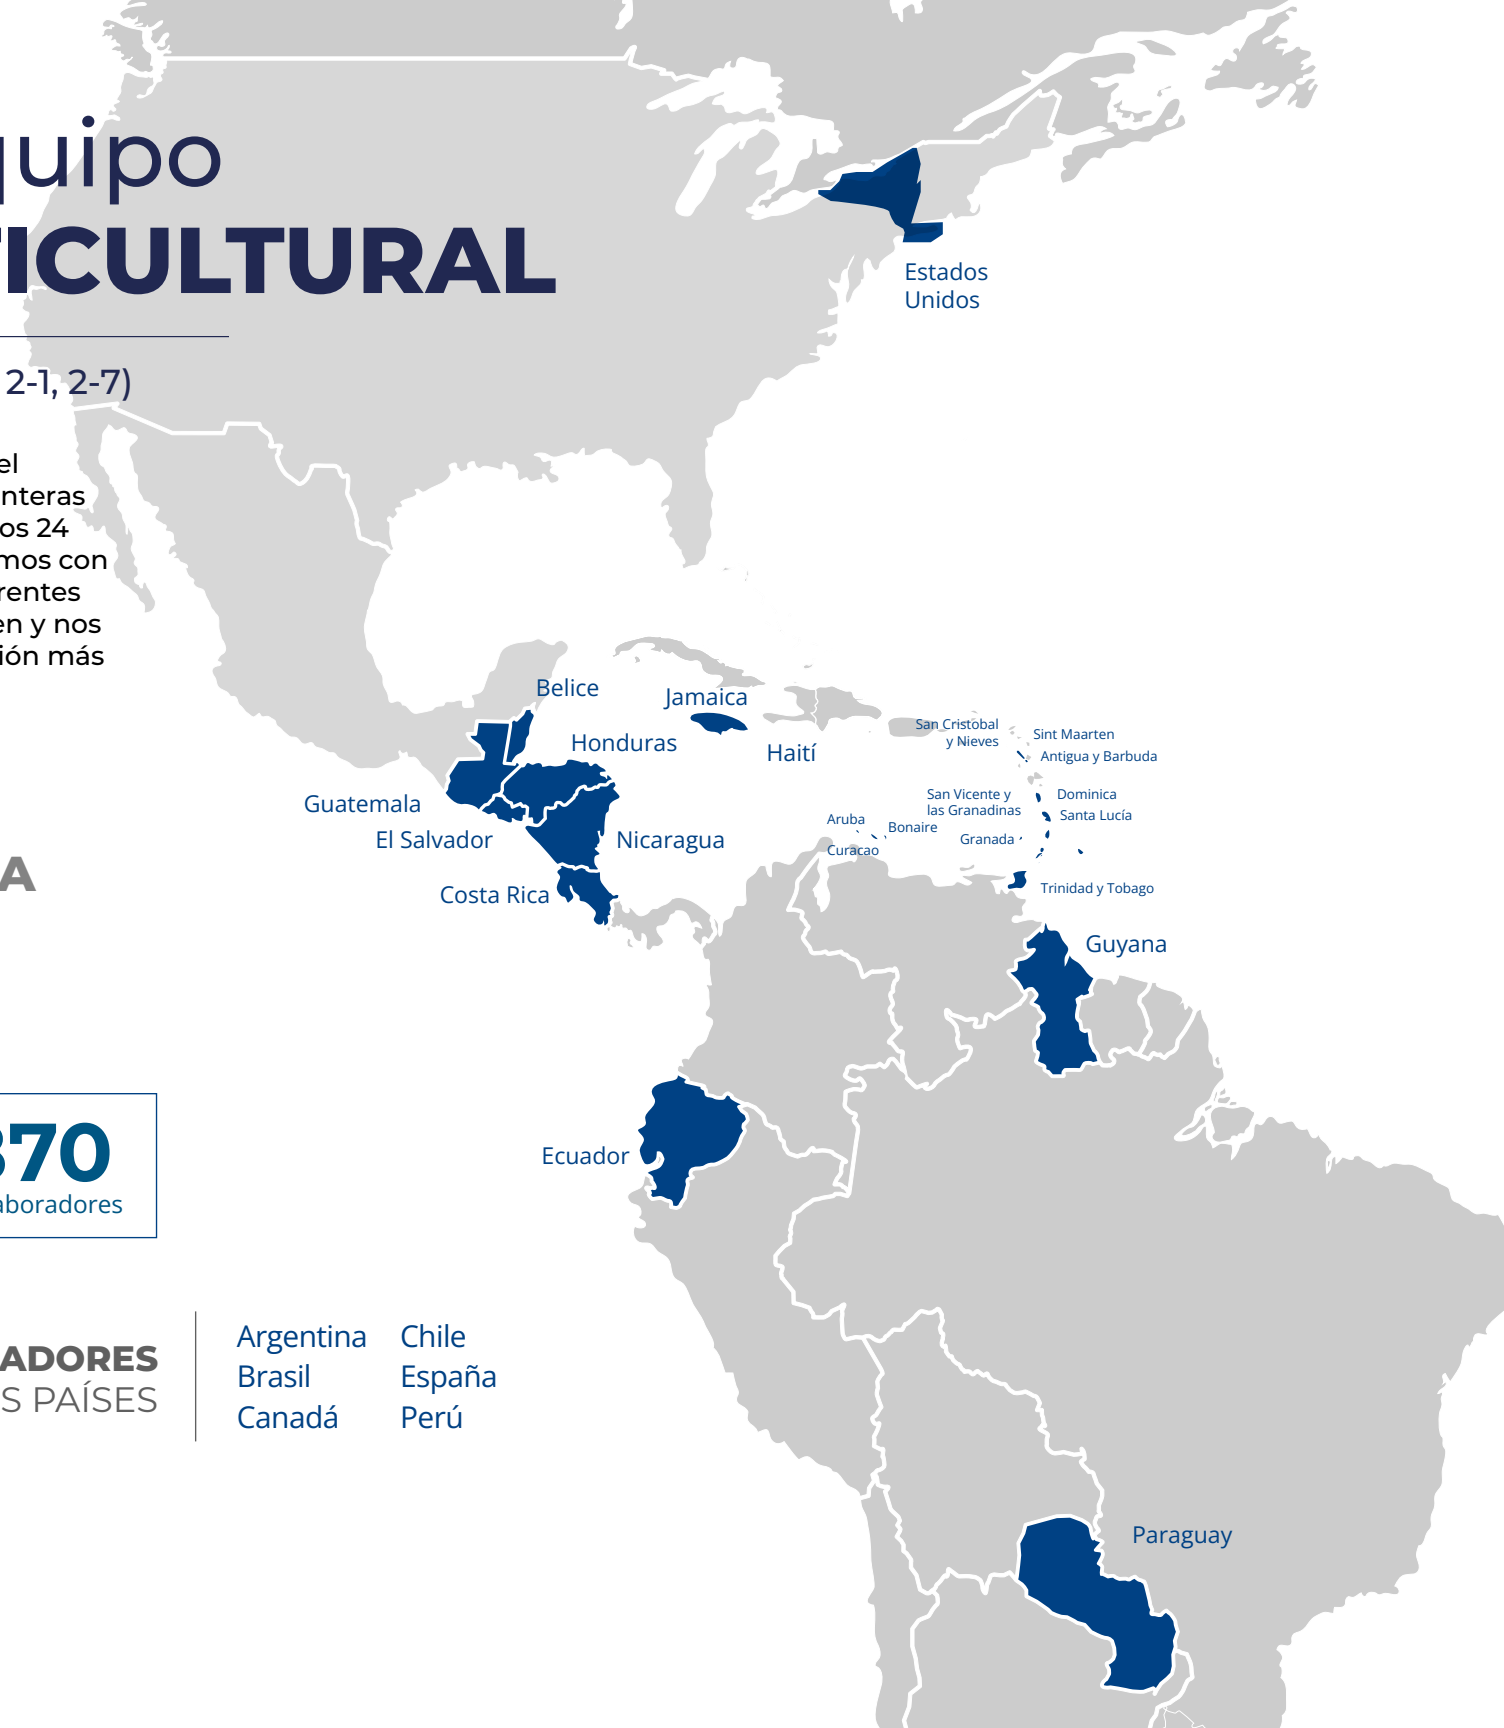 quipo
TICULTURAL
2-1, 2-7)
el
nteras
os 24
mos con
rentes
en y nos
ión más
A
370
aboradores
ADORES
S PAÍSES
Argentina
Brasil
Canadá
Chile
España
Perú
Estados
Unidos
Belice
Jamaica
Honduras
Haití
Guatemala
El Salvador
Nicaragua
Costa Rica
San Cristobal
y Nieves
Sint Maarten
Antigua y Barbuda
San Vicente y
las Granadinas
Dominica
Santa Lucía
Aruba
Bonaire
Curacao
Granada
Trinidad y Tobago
Guyana
Ecuador
Paraguay